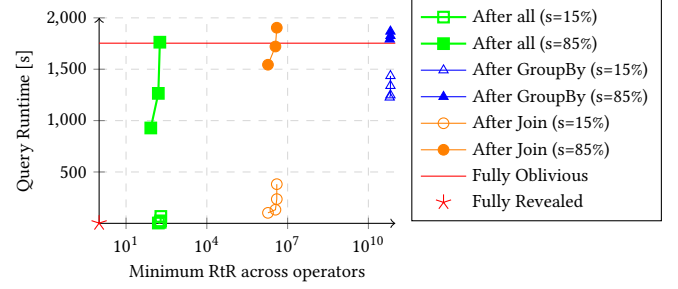 2,000
1,500
1,000
500
Query Runtime [s]
10^1
10^4
10^7
10^10
Minimum RtR across operators
After all (s=15%)
After all (s=85%)
After GroupBy (s=15%)
After GroupBy (s=85%)
After Join (s=15%)
After Join (s=85%)
Fully Oblivious
Fully Revealed